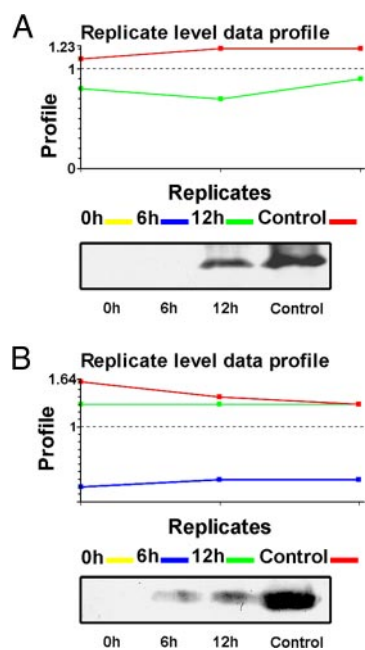 A
Replicate level data profile
1.23
1
0
Profile
Replicates
0h 6h 12h Control
0h 6h 12h Control
B
Replicate level data profile
1.64
1
Profile
Replicates
0h 6h 12h Control
0h 6h 12h Control